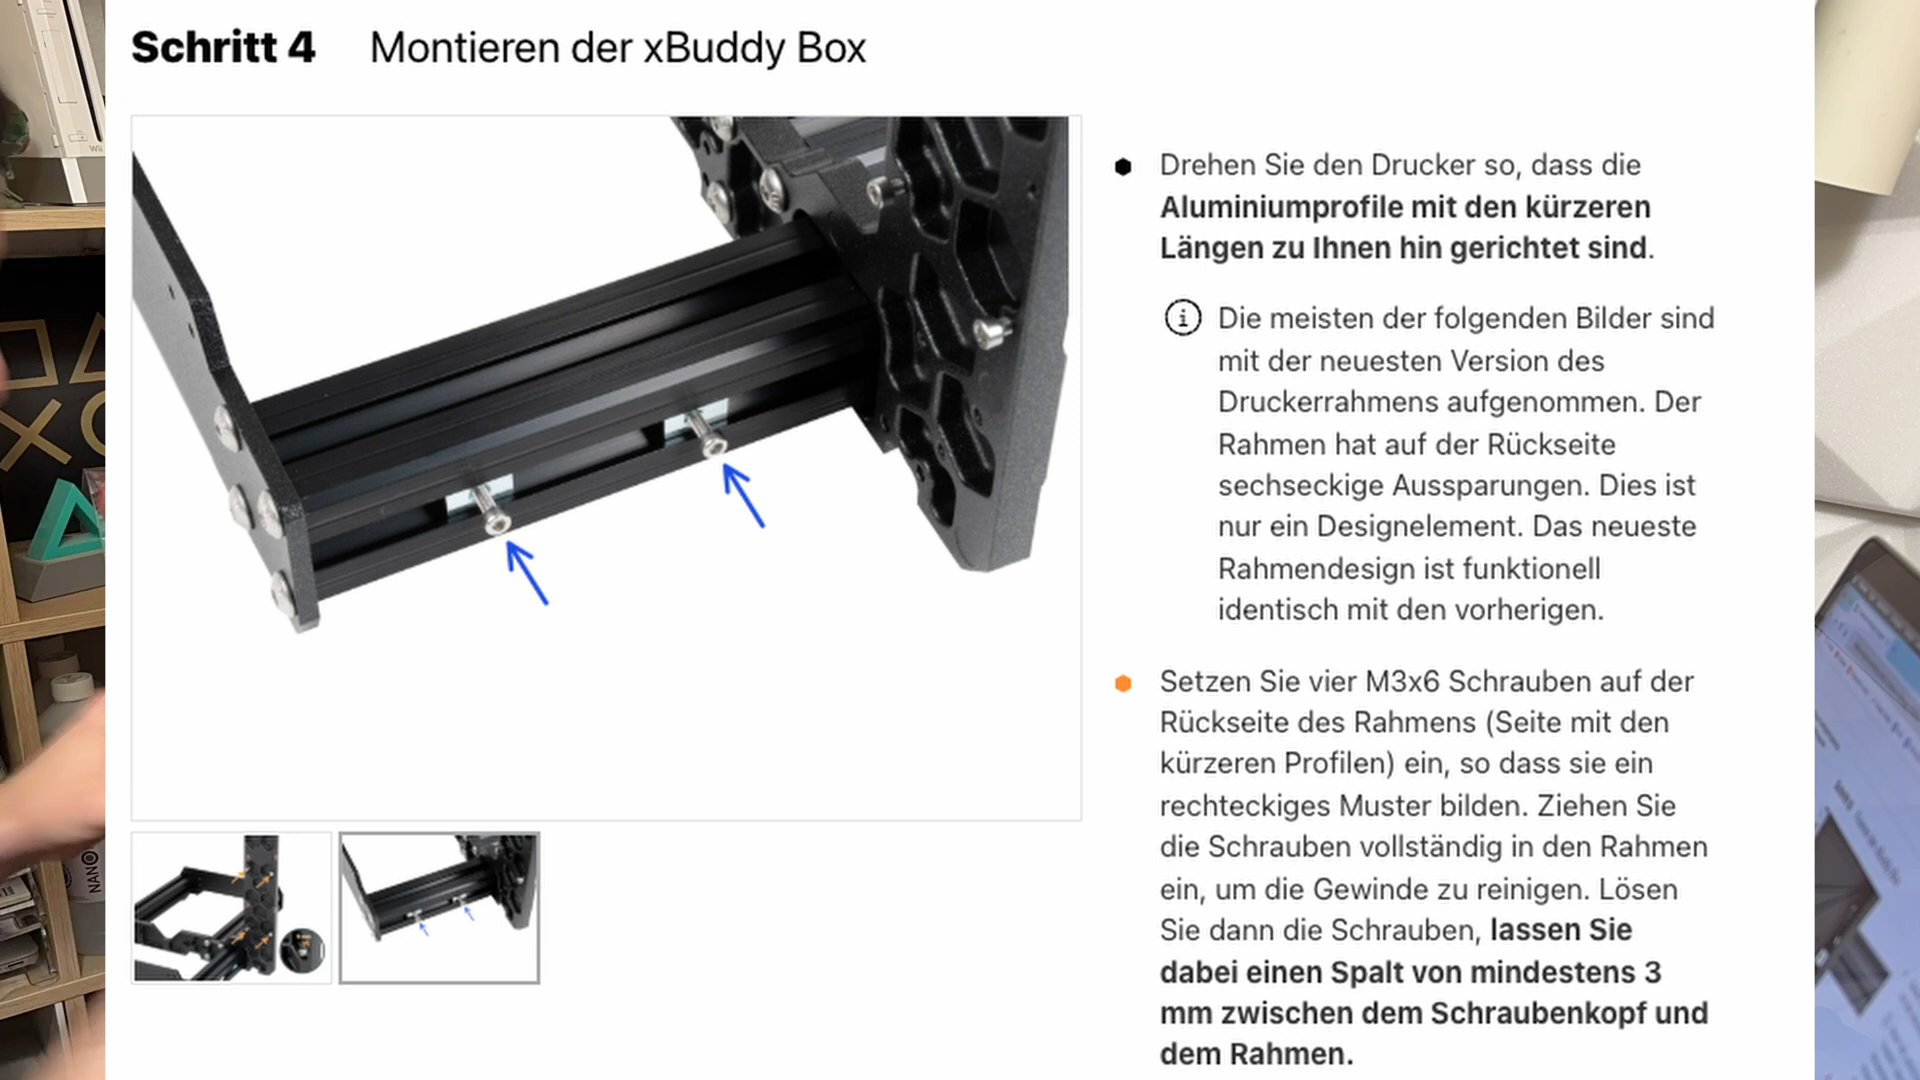 Schritt 4 Montieren der xBuddy Box
Drehen Sie den Drucker so, dass die
Aluminiumprofile mit den kürzeren
Längen zu Ihnen hin gerichtet sind.
Die meisten der folgenden Bilder sind
mit der neuesten Version des
Druckerrahmens aufgenommen. Der
Rahmen hat auf der Rückseite
sechseckige Aussparungen. Dies ist
nur ein Designelement. Das neueste
Rahmendesign ist funktionell
identisch mit den vorherigen.
Setzen Sie vier M3x6 Schrauben auf der
Rückseite des Rahmens (Seite mit den
kürzeren Profilen) ein, so dass sie ein
rechteckiges Muster bilden. Ziehen Sie
die Schrauben vollständig in den Rahmen
ein, um die Gewinde zu reinigen. Lösen
Sie dann die Schrauben, lassen Sie
dabei einen Spalt von mindestens 3
mm zwischen dem Schraubenkopf und
dem Rahmen.
Wii
NANO